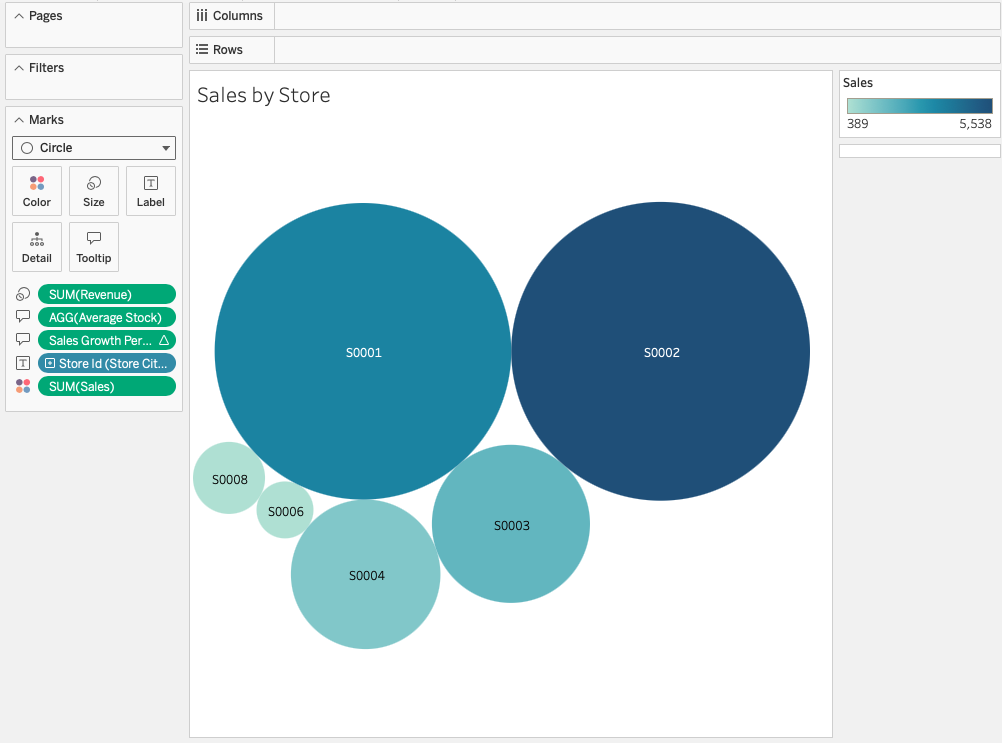 Pages
Columns
Rows
Filters
Marks
Circle
Color
Size
Label
Detail
Tooltip
SUM(Revenue)
AGG(Average Stock)
Sales Growth Per...
Store Id (Store Cit...
SUM(Sales)
Sales by Store
S0001
S0002
S0008
S0006
S0003
S0004
Sales
389 5,538